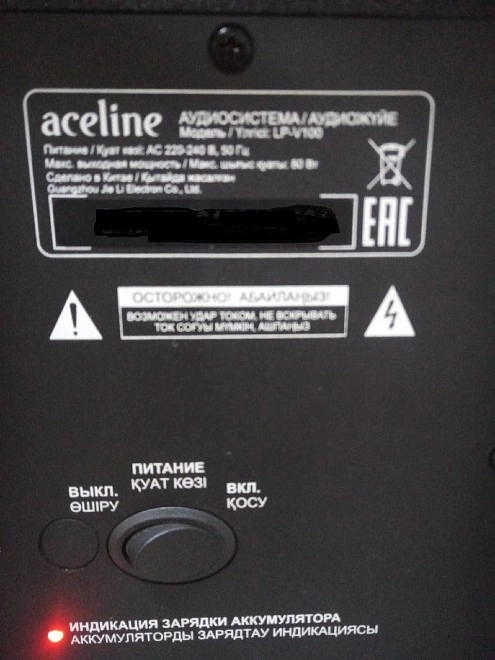 aceline
АУДИОСИСТЕМА / АУДИОЖҮЙЕ
Модель / Үлгісі: LP-V100
Питание / Қуат көзі: AC 220-240 В, 50 Гц
Макс. выходная мощность / Макс. шығыс қуаты: 80 Вт
Сделано в Китае / Қытайда жасалған
Guangzhou Jie Li Electron Co., Ltd.
EAC
ОСТОРОЖНО! АБАЙЛАҢЫЗ!
ВОЗМОЖЕН УДАР ТОКОМ, НЕ ВСКРЫВАТЬ
ТОК СОҒУЫ МҮМКІН, АШПАҢЫЗ
ПИТАНИЕ
ҚУАТ КӨЗІ
ВЫКЛ.
ӨШІРУ
ВКЛ.
ҚОСУ
ИНДИКАЦИЯ ЗАРЯДКИ АККУМУЛЯТОРА
АККУМУЛЯТОРДЫ ЗАРЯДТАУ ИНДИКАЦИЯСЫ